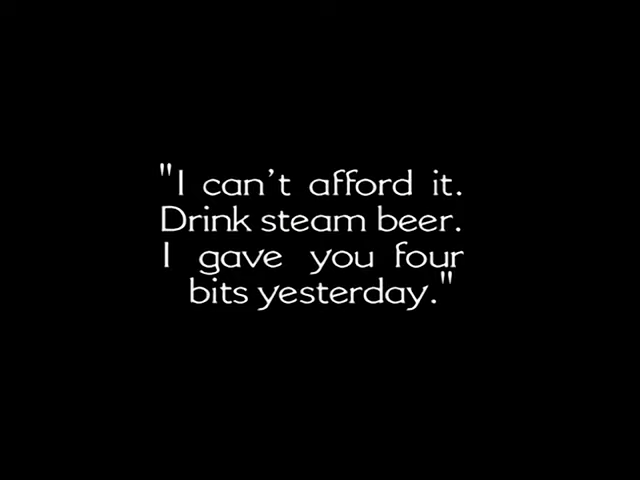 "I can't afford it.
Drink steam beer.
I gave you four
bits yesterday."